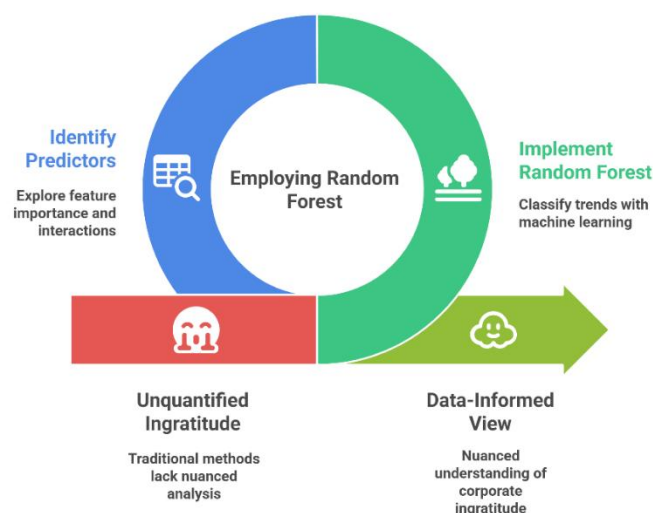 Identify
Predictors
Explore feature
importance and
interactions
Employing Random
Forest
Implement
Random Forest
Classify trends with
machine learning
Unquantified
Ingratitude
Traditional methods
lack nuanced
analysis
Data-Informed
View
Nuanced
understanding of
corporate
ingratitude